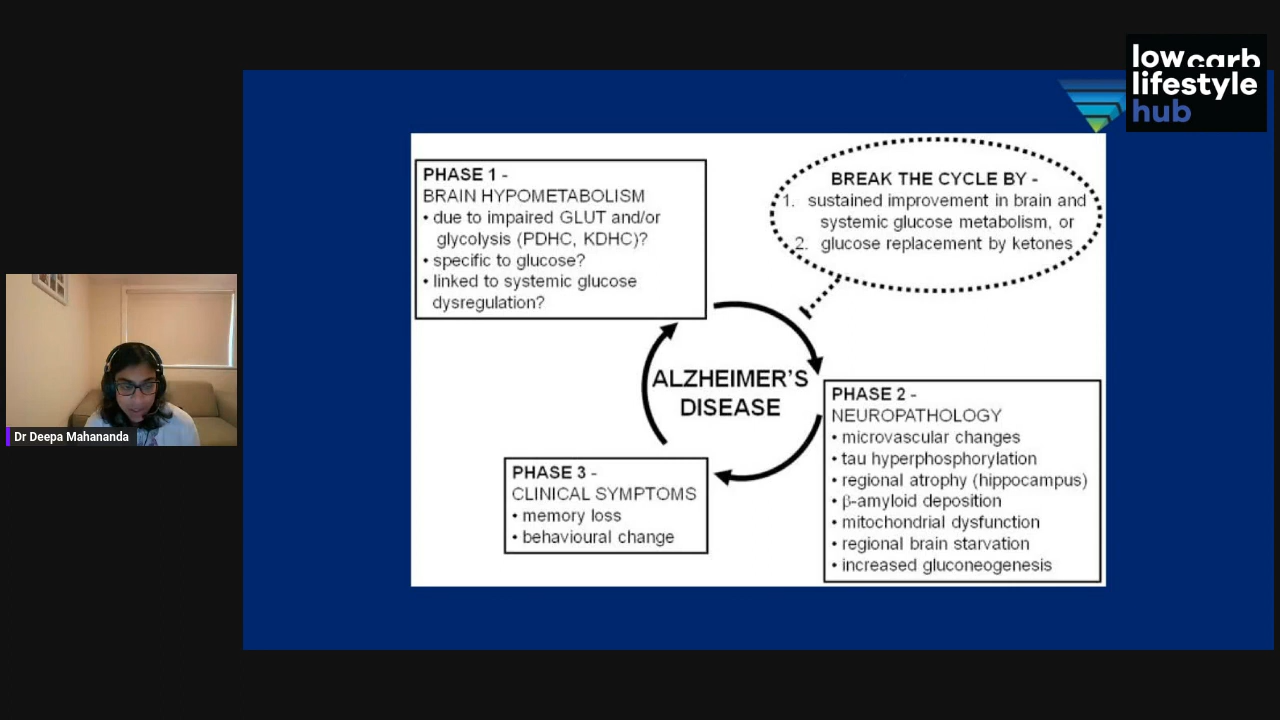 low carb
lifestyle
hub
PHASE 1 -
BRAIN HYPOMETABOLISM
• due to impaired GLUT and/or
glycolysis (PDHC, KDHC)?
• specific to glucose?
• linked to systemic glucose
dysregulation?
BREAK THE CYCLE BY -
1. sustained improvement in brain and
systemic glucose metabolism, or
2. glucose replacement by ketones
ALZHEIMER'S
DISEASE
PHASE 2 -
NEUROPATHOLOGY
• microvascular changes
• tau hyperphosphorylation
• regional atrophy (hippocampus)
• β-amyloid deposition
• mitochondrial dysfunction
• regional brain starvation
• increased gluconeogenesis
PHASE 3 -
CLINICAL SYMPTOMS
• memory loss
• behavioural change
Dr Deepa Mahananda